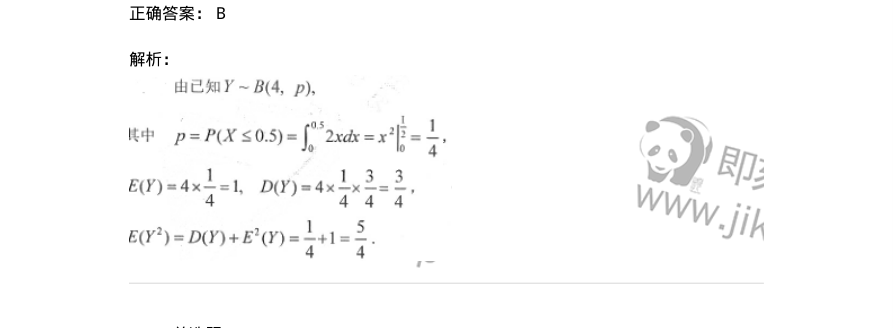 正确答案： B
解析：
由已知 Y ~ B(4, p),
其中 p = P(X ≤ 0.5) = ∫₀^0.5 2xdx = x²|₀^(1/2) = 1/4 ,
E(Y) = 4×1/4 = 1, D(Y) = 4×1/4×3/4 = 3/4 ,
E(Y²) = D(Y) + E²(Y) = 1/4 + 1 = 5/4 .
即
www.jik